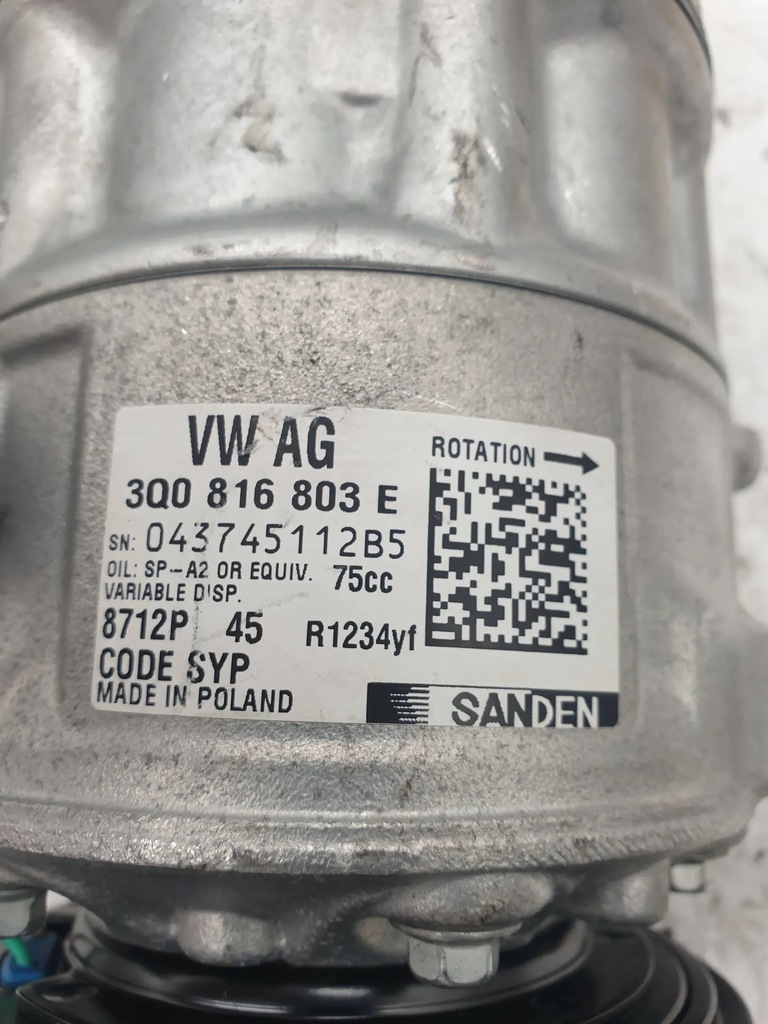 VW AG
ROTATION
3Q0 816 803 E
SN: 043745112B5
OIL: SP-A2 OR EQUIV. 75cc
VARIABLE DISP.
8712P 45 R1234yf
CODE SYP
MADE IN POLAND
SANDEN